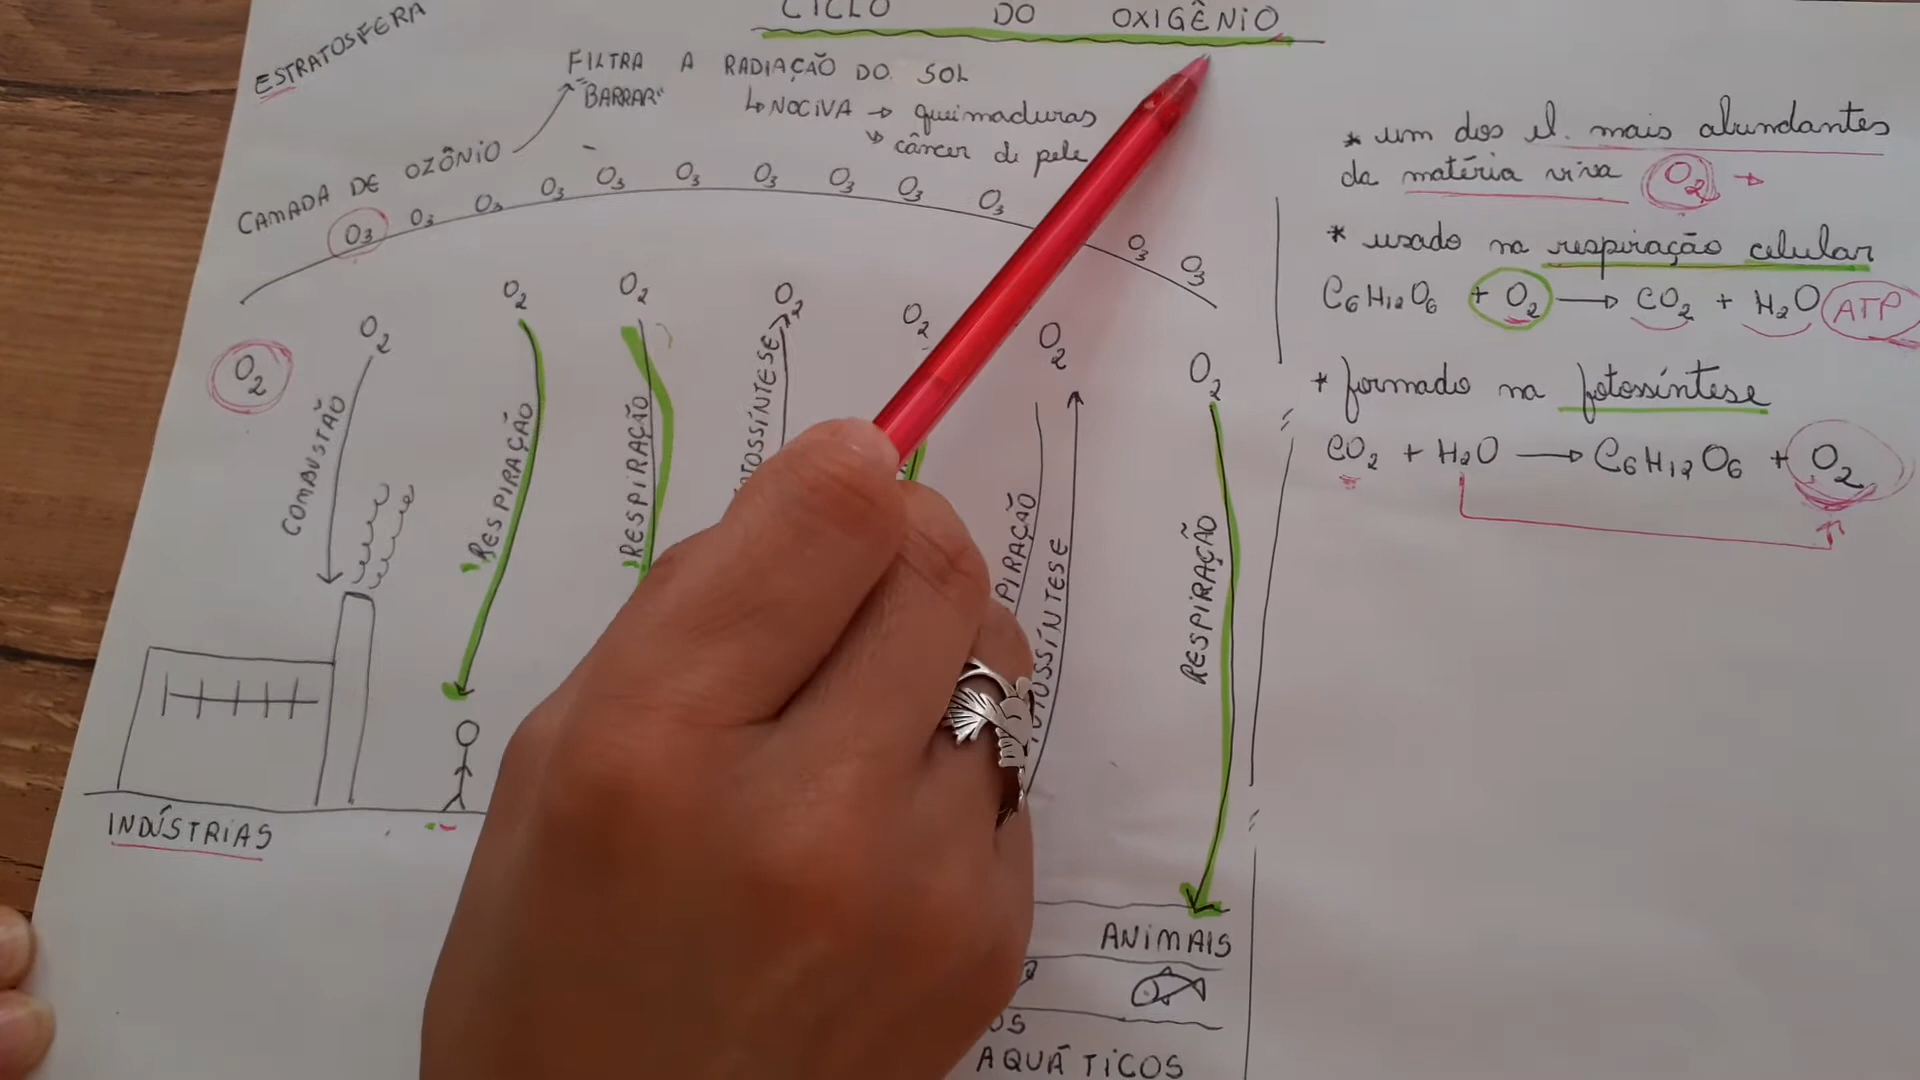 CICLO DO OXIGÊNIO
ESTRATOSFERA
FILTRA A RADIAÇÃO DO SOL
"BARRAR"
↳ NOCIVA → queimaduras
↘ câncer de pele
CAMADA DE OZÔNIO
O3 O3 O3 O3 O3 O3 O3 O3 O3 O3 O3 O3
O2 O2 O2 O2 O2 O2 O2 O2
COMBUSTÃO
RESPIRAÇÃO
RESPIRAÇÃO
FOTOSSÍNTESE
PIRAÇÃO
FOTOSSÍNTESE
RESPIRAÇÃO
INDÚSTRIAS
ANIMAIS
OS
AQUÁTICOS
* um dos el. mais abundantes
da matéria viva O2 →
* usado na respiração celular
C6H12O6 + O2 → CO2 + H2O ATP
* formado na fotossíntese
CO2 + H2O → C6H12O6 + O2